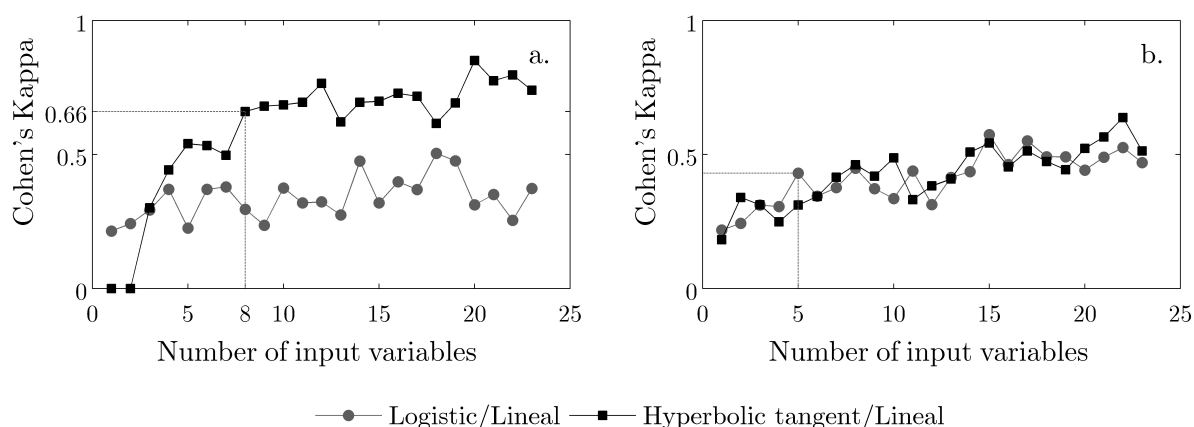 1
a.
Cohen's Kappa
0.66
0.5
0
0
5
8
10
15
20
25
Number of input variables
1
b.
Cohen's Kappa
0.5
0
0
5
10
15
20
25
Number of input variables
Logistic/Lineal
Hyperbolic tangent/Lineal